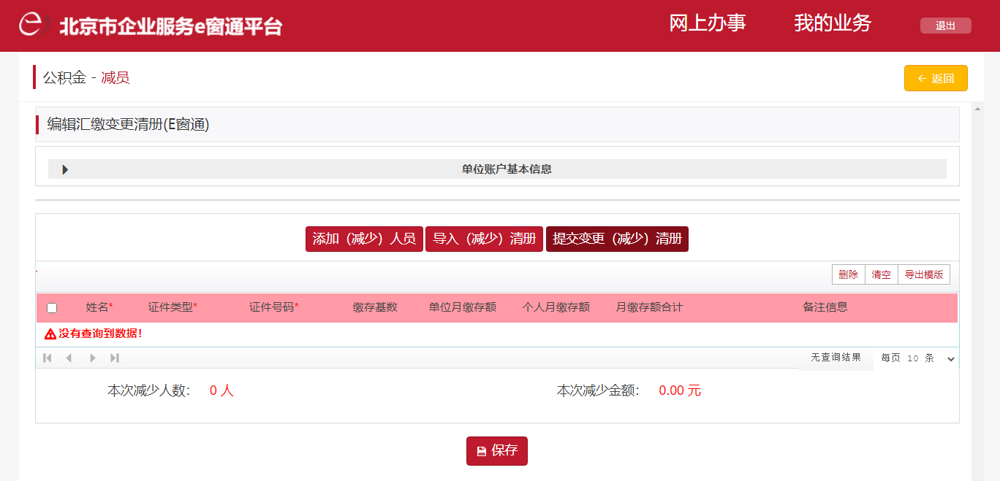 北京市企业服务e窗通平台 网上办事 我的业务 退出
公积金 - 减员 ← 返回
编辑汇缴变更清册(E窗通)
单位账户基本信息
添加（减少）人员 导入（减少）清册 提交变更（减少）清册
删除 清空 导出模版
姓名* 证件类型* 证件号码* 缴存基数 单位月缴存额 个人月缴存额 月缴存额合计 备注信息
没有查询到数据!
无查询结果 每页 10 条
本次减少人数： 0 人 本次减少金额： 0.00 元
保存